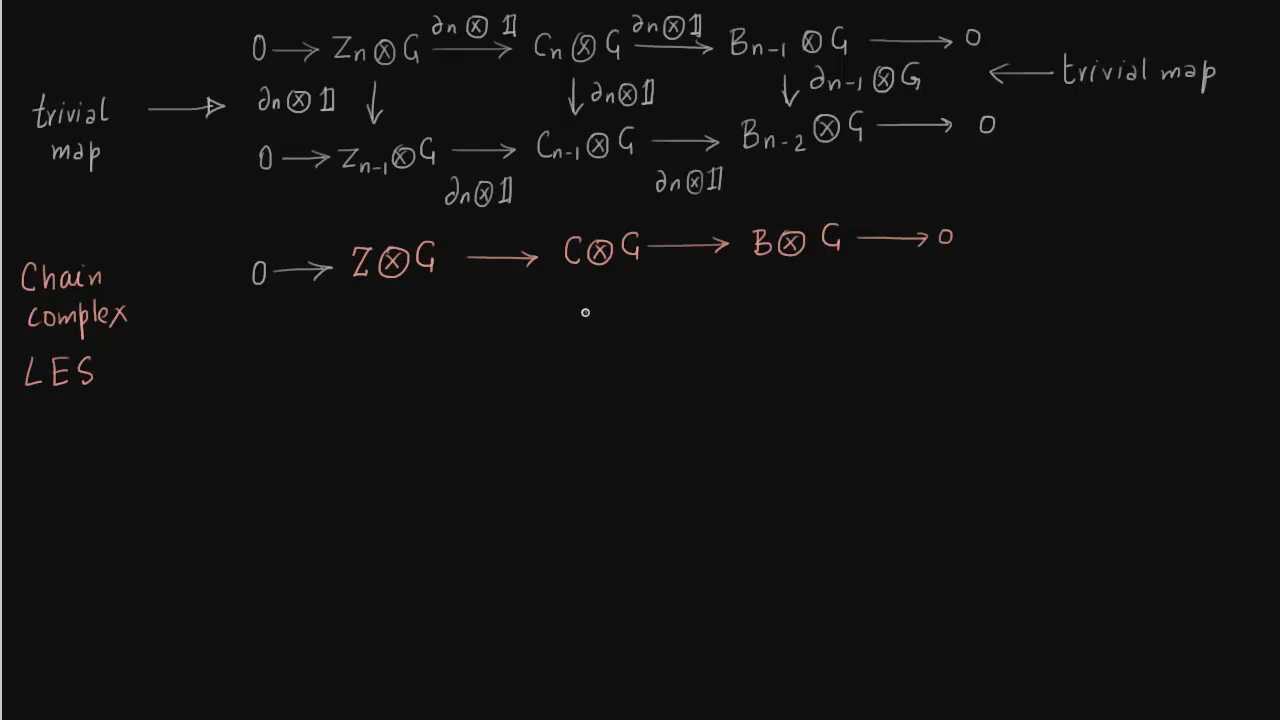 ∂n⊗𝟙 ∂n⊗𝟙
0 → Zn⊗G → Cn⊗G → Bn-1⊗G → 0
trivial map → ∂n⊗𝟙 ↓ ↓ ∂n⊗𝟙 ↓ ∂n-1⊗G ← trivial map
0 → Zn-1⊗G → Cn-1⊗G → Bn-2⊗G → 0
∂n⊗𝟙 ∂n⊗𝟙
0 → Z⊗G → C⊗G → B⊗G → 0
Chain
complex
LES